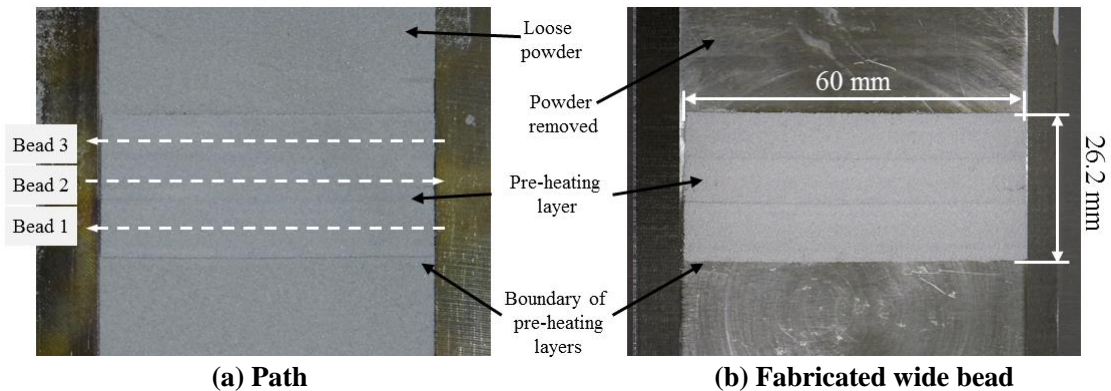 Loose
powder
Powder
removed
Bead 3
Bead 2
Bead 1
Pre-heating
layer
Boundary of
pre-heating
layers
60 mm
26.2 mm
(a) Path
(b) Fabricated wide bead